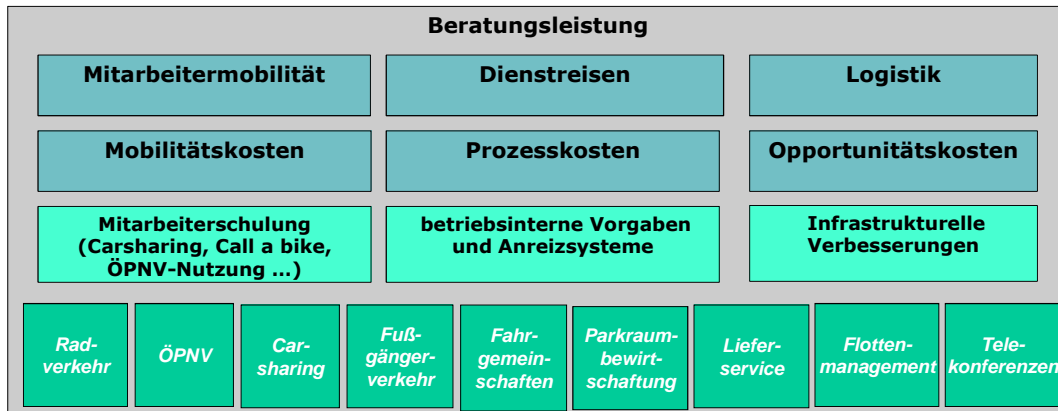 Beratungsleistung
Mitarbeitermobilität
Dienstreisen
Logistik
Mobilitätskosten
Prozesskosten
Opportunitätskosten
Mitarbeiterschulung
(Carsharing, Call a bike,
ÖPNV-Nutzung ...)
betriebsinterne Vorgaben
und Anreizsysteme
Infrastrukturelle
Verbesserungen
Rad-
verkehr
ÖPNV
Car-
sharing
Fuß-
gänger-
verkehr
Fahr-
gemein-
schaften
Parkraum-
bewirt-
schaftung
Liefer-
service
Flotten-
management
Tele-
konferenzen